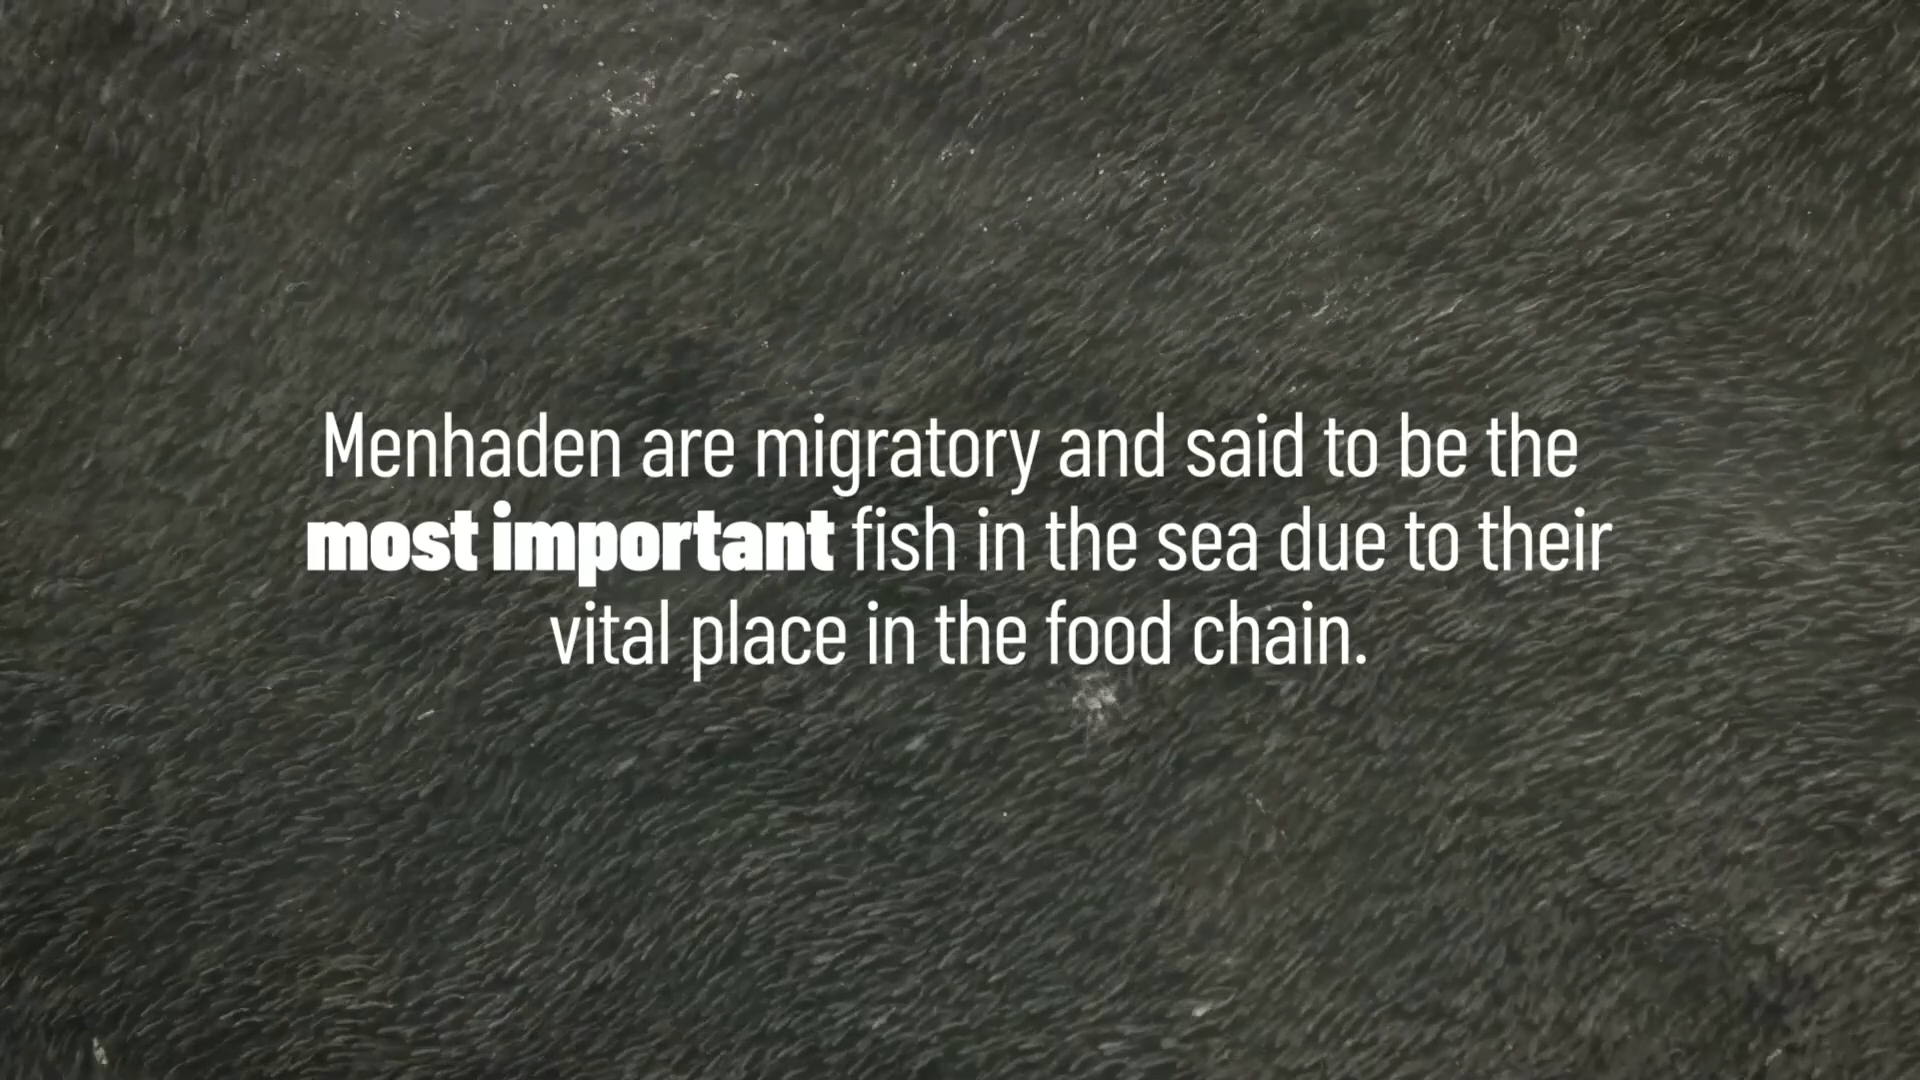 Menhaden are migratory and said to be the
most important fish in the sea due to their
vital place in the food chain.